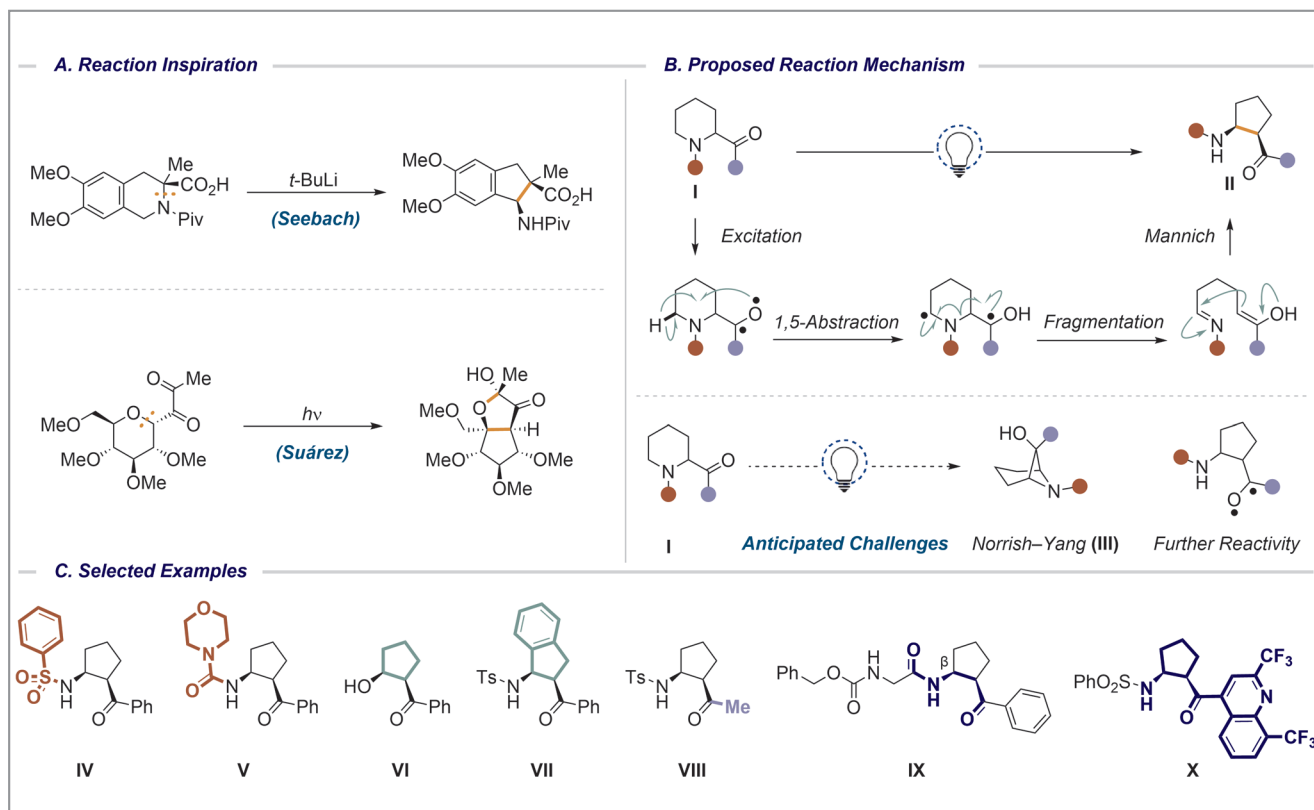 A. Reaction Inspiration
MeO
MeO
Me
CO2H
N
Piv
t-BuLi
(Seebach)
MeO
MeO
Me
CO2H
NHPiv
O
Me
O
O
MeO
MeO
OMe
OMe
hν
(Suárez)
HO
Me
O
O
MeO
H
MeO
OMe
OMe
B. Proposed Reaction Mechanism
N
O
I
N
H
O
II
Excitation
Mannich
H
N
O
1,5-Abstraction
N
OH
Fragmentation
N
OH
N
O
I
Anticipated Challenges
HO
N
Norrish–Yang (III)
N
H
O
Further Reactivity
C. Selected Examples
O
S
O
N
H
O
Ph
IV
O
N
O
N
H
O
Ph
V
HO
O
Ph
VI
Ts
N
H
O
Ph
VII
Ts
N
H
O
Me
VIII
Ph
O
O
H
N
O
N
H
β
O
IX
PhO2S
N
H
O
CF3
N
CF3
X